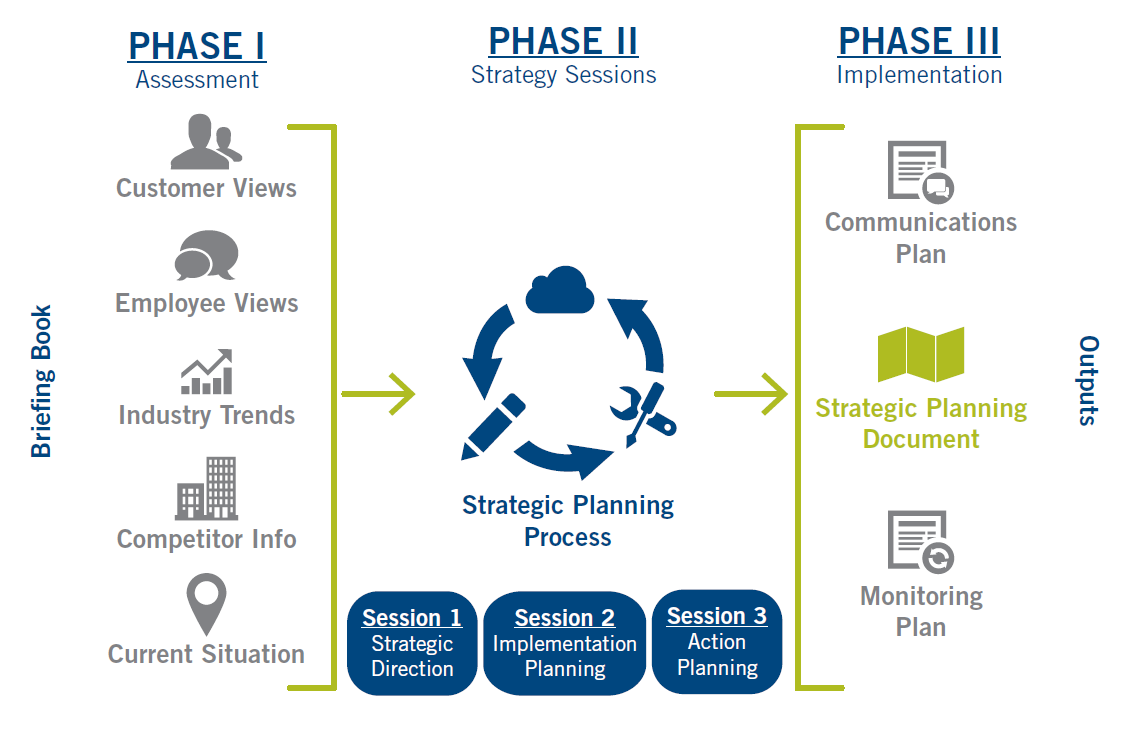 PHASE I
Assessment
Briefing Book
Customer Views
Employee Views
Industry Trends
Competitor Info
Current Situation
PHASE II
Strategy Sessions
Strategic Planning
Process
Session 1
Strategic
Direction
Session 2
Implementation
Planning
Session 3
Action
Planning
PHASE III
Implementation
Communications
Plan
Strategic Planning
Document
Monitoring
Plan
Outputs